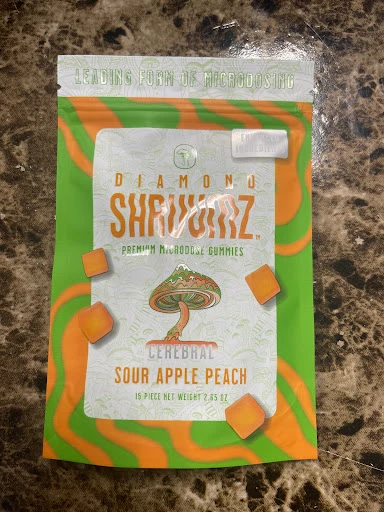 LEADING FORM OF MICRODOSING
DIAMOND
SHRUUMZ™
PREMIUM MICRODOSE GUMMIES
CEREBRAL
SOUR APPLE PEACH
15 PIECE NET WEIGHT 2.65 OZ